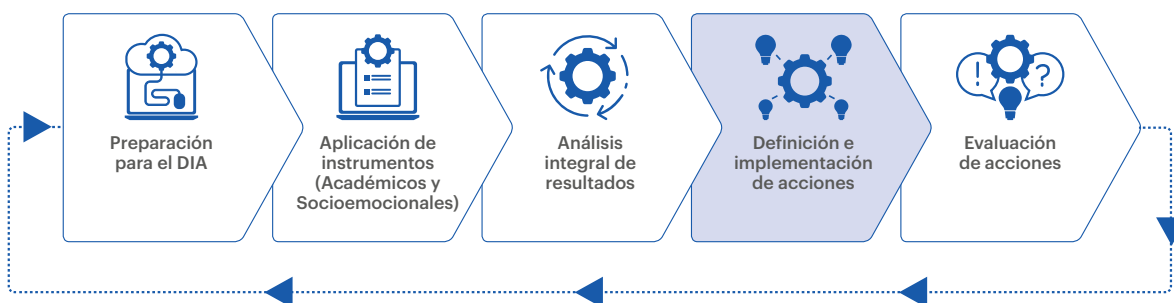 Preparación
para el DIA
Aplicación de
instrumentos
(Académicos y
Socioemocionales)
Análisis
integral de
resultados
Definición e
implementación
de acciones
! ?
Evaluación
de acciones